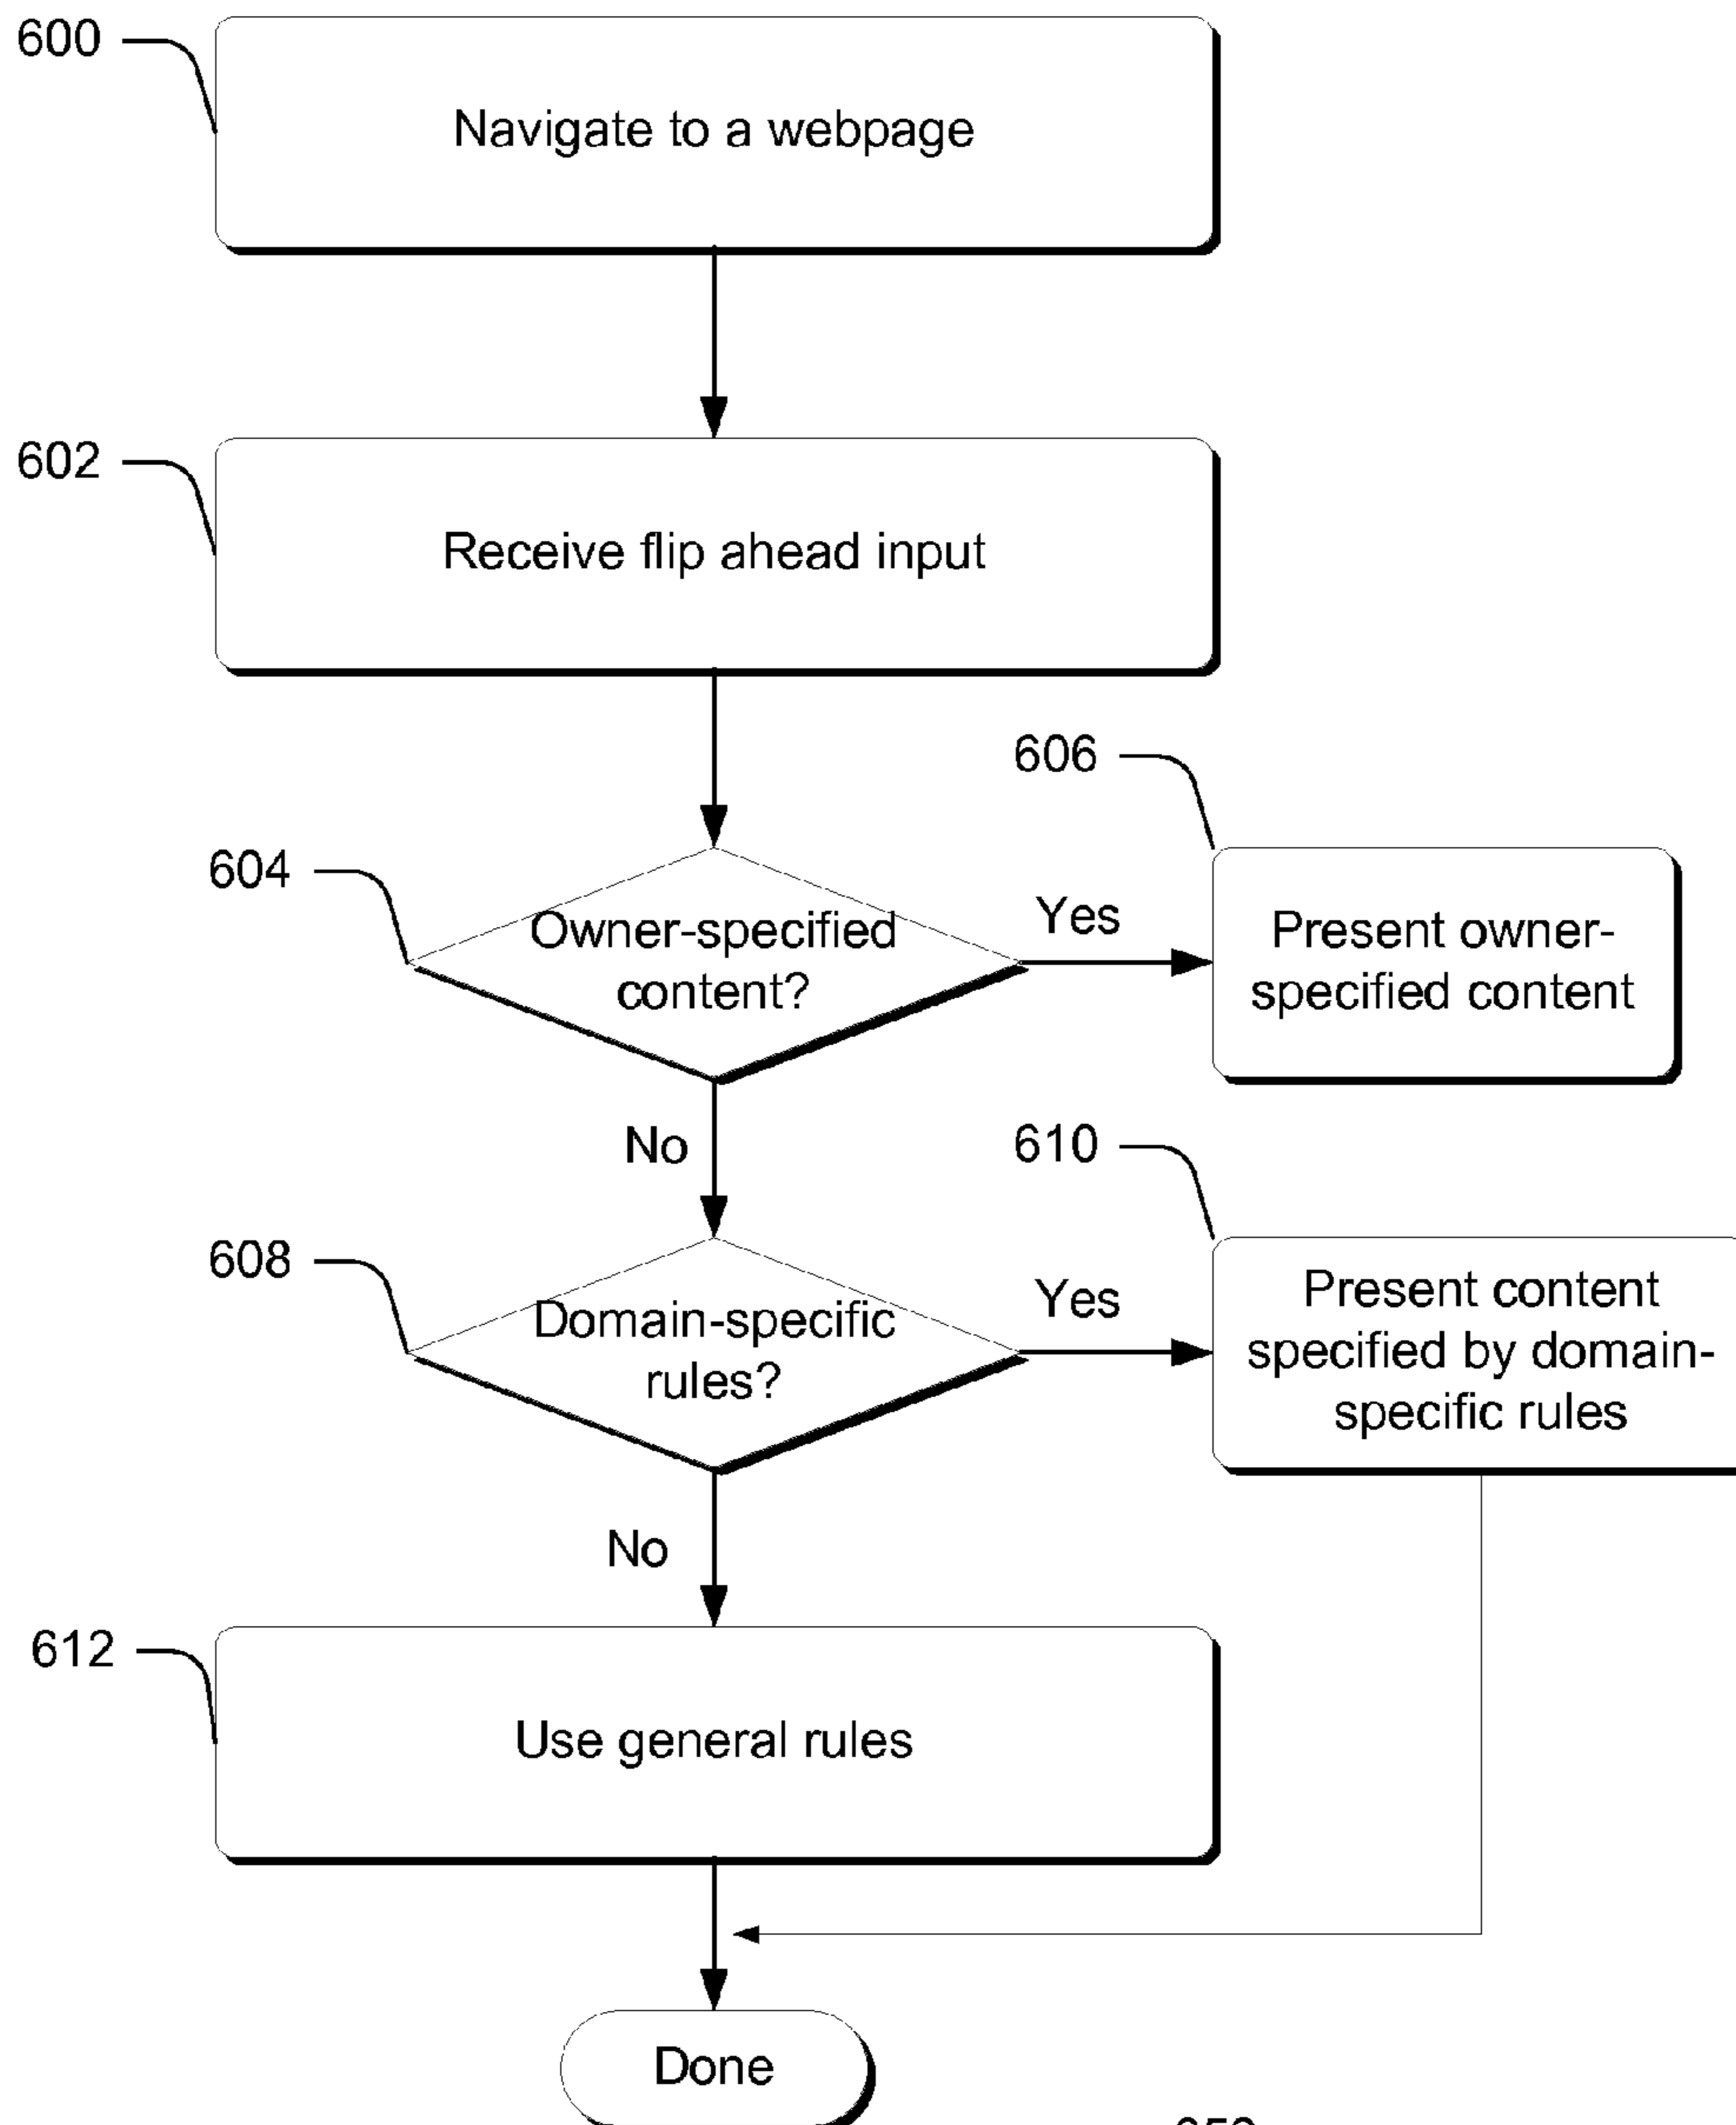 600
Navigate to a webpage
602
Receive flip ahead input
606
604
Owner-specified
content?
Yes
Present owner-
specified content
No
610
608
Domain-specific
rules?
Yes
Present content
specified by domain-
specific rules
No
612
Use general rules
Done